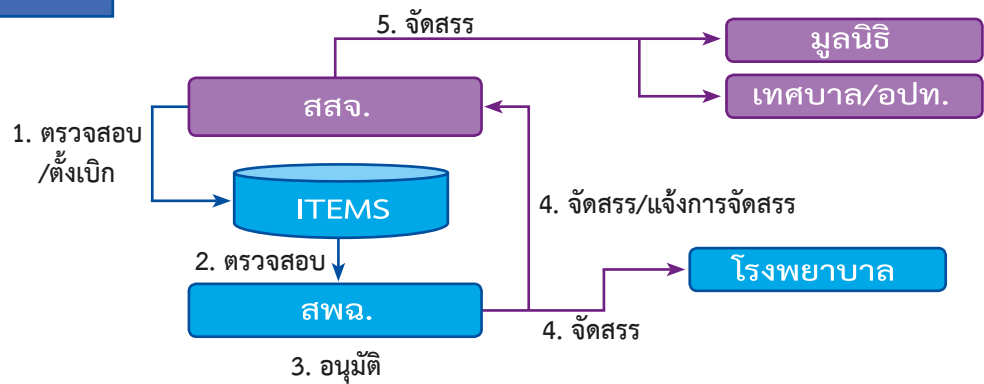 5. จัดสรร
มูลนิธิ
สสจ.
เทศบาล/อปท.
1. ตรวจสอบ
/ตั้งเบิก
ITEMS
4. จัดสรร/แจ้งการจัดสรร
2. ตรวจสอบ
โรงพยาบาล
สพฉ.
4. จัดสรร
3. อนุมัติ